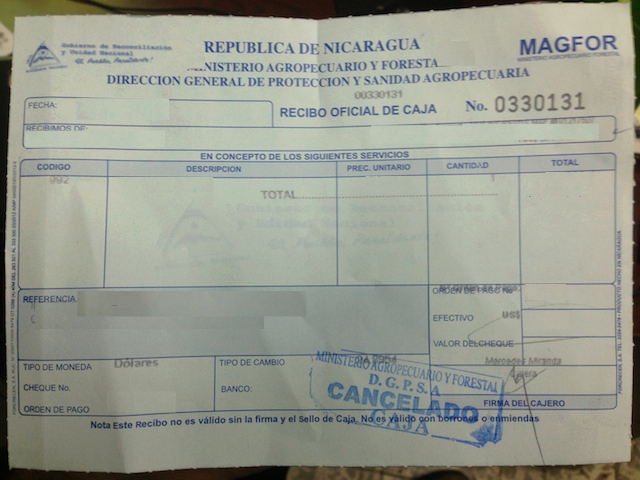 Gobierno de Reconciliación
y Unidad Nacional
El Pueblo, Presidente!
REPUBLICA DE NICARAGUA
MINISTERIO AGROPECUARIO Y FORESTA
DIRECCION GENERAL DE PROTECCION Y SANIDAD AGROPECUARIA
MAGFOR
MINISTERIO AGROPECUARIO FORESTAL
00330131
FECHA:
RECIBO OFICIAL DE CAJA No. 0330131
RECIBIMOS DE:
EN CONCEPTO DE LOS SIGUIENTES SERVICIOS
CODIGO DESCRIPCION PREC. UNITARIO CANTIDAD TOTAL
992
TOTAL
REFERENCIA
ORDEN DE PAGO No
EFECTIVO US$
VALOR DEL CHEQUE
TIPO DE MONEDA Dólares
TIPO DE CAMBIO
Mercedes Miranda
CHEQUE No.
BANCO:
ORDEN DE PAGO
FIRMA DEL CAJERO
MINISTERIO AGROPECUARIO Y FORESTAL
D. G. P. S. A
CANCELADO
CAJA
Nota Este Recibo no es válido sin la firma y el Sello de Caja, No es válido con borrones o enmiendas